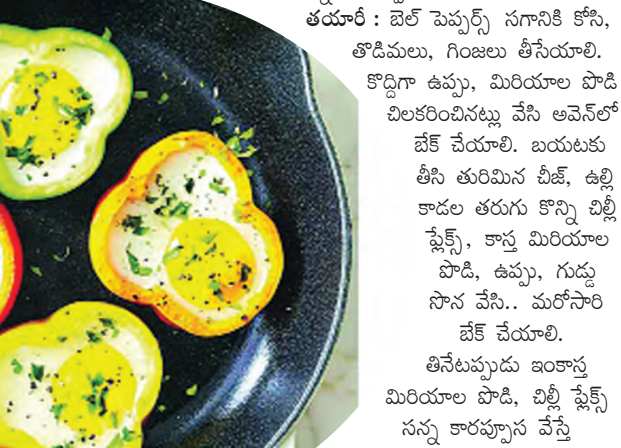 తయారీ : బెల్ పెప్పర్స్ సగానికి కోసి,
తొడిమలు, గింజలు తీసేయాలి.
కొద్దిగా ఉప్పు, మిరియాల పొడి
చిలకరించినట్లు వేసి అవెన్‌లో
బేక్ చేయాలి. బయటకు
తీసి తురిమిన చీజ్, ఉల్లి
కాడల తరుగు కొన్ని చిల్లీ
ఫ్లేక్స్, కాస్త మిరియాల
పొడి, ఉప్పు, గుడ్డు
సొన వేసి.. మరోసారి
బేక్ చేయాలి.
తినేటప్పుడు ఇంకాస్త
మిరియాల పొడి, చిల్లీ ఫ్లేక్స్
సన్న కారప్పూస వేస్తే